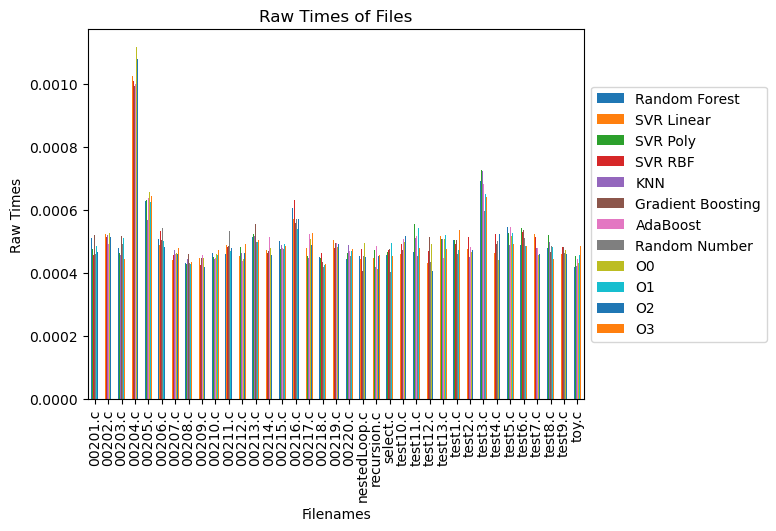 Raw Times of Files
Raw Times
0.0010
0.0008
0.0006
0.0004
0.0002
0.0000
Random Forest
SVR Linear
SVR Poly
SVR RBF
KNN
Gradient Boosting
AdaBoost
Random Number
O0
O1
O2
O3
00201.c
00202.c
00203.c
00204.c
00205.c
00206.c
00207.c
00208.c
00209.c
00210.c
00211.c
00212.c
00213.c
00214.c
00215.c
00216.c
00217.c
00218.c
00219.c
00220.c
nestedLoop.c
recursion.c
select.c
test10.c
test11.c
test12.c
test13.c
test1.c
test2.c
test3.c
test4.c
test5.c
test6.c
test7.c
test8.c
test9.c
toy.c
Filenames